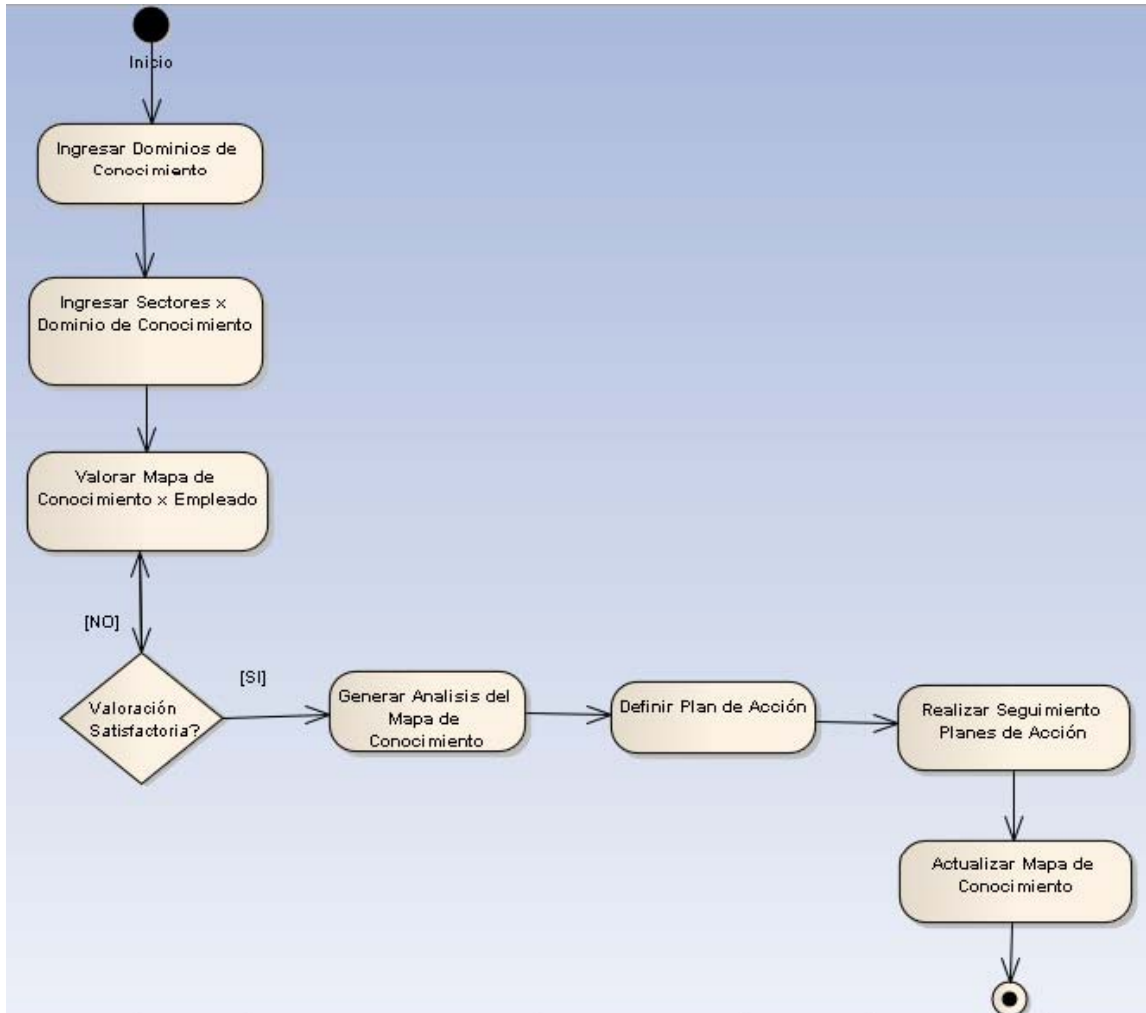 Inicio
Ingresar Dominios de
Conocimiento
Ingresar Sectores x
Dominio de Conocimiento
Valorar Mapa de
Conocimiento x Empleado
[NO]
Valoración
Satisfactoria?
[SI]
Generar Analisis del
Mapa de
Conocimiento
Definir Plan de Acción
Realizar Seguimiento
Planes de Acción
Actualizar Mapa de
Conocimiento